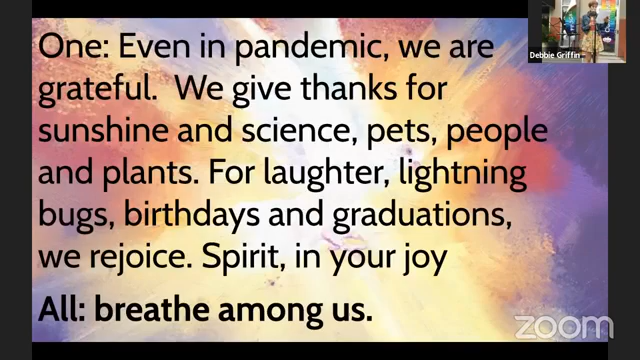 One: Even in pandemic, we are
grateful.  We give thanks for
sunshine and science, pets, people
and plants. For laughter, lightning
bugs, birthdays and graduations,
we rejoice. Spirit, in your joy
All: breathe among us.
Debbie Griffin
zoom